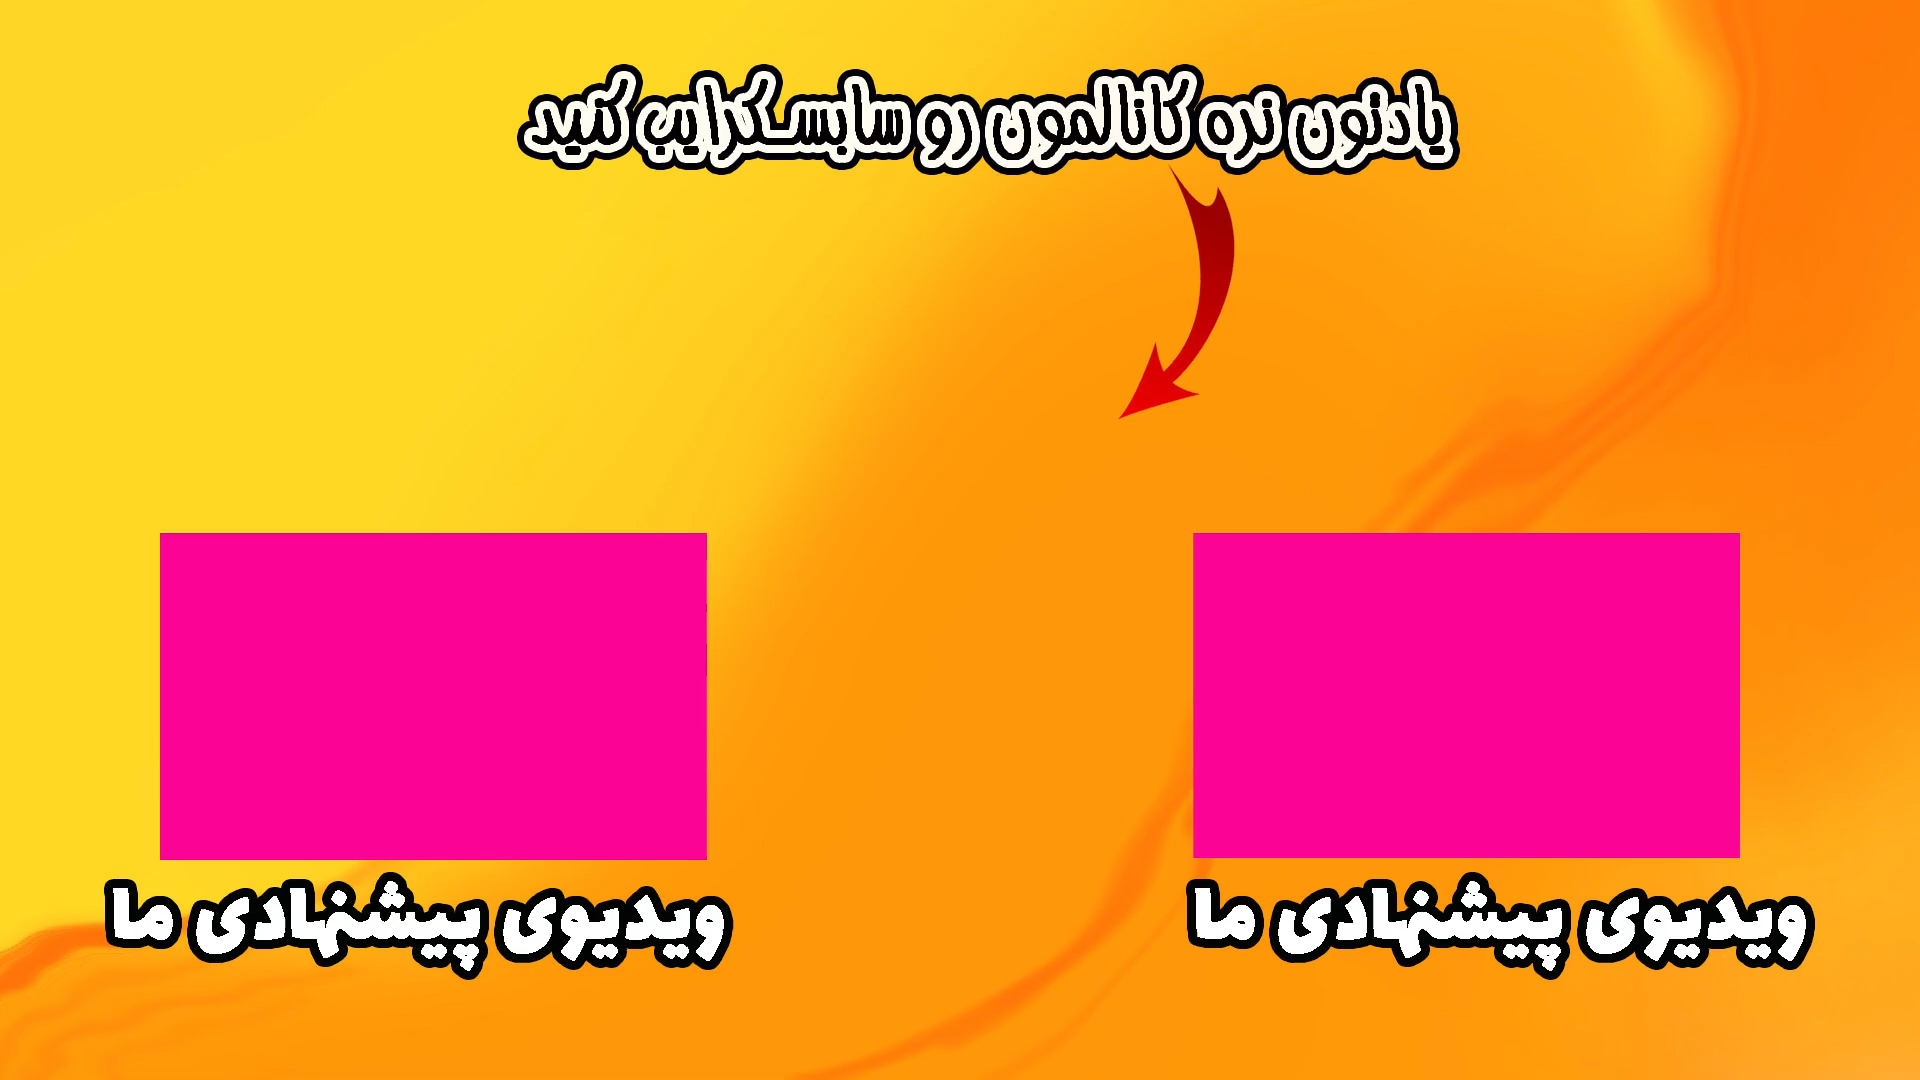 یادتون نره کانالمون رو سابسکرایب کنید
ویدیوی پیشنهادی ما
ویدیوی پیشنهادی ما